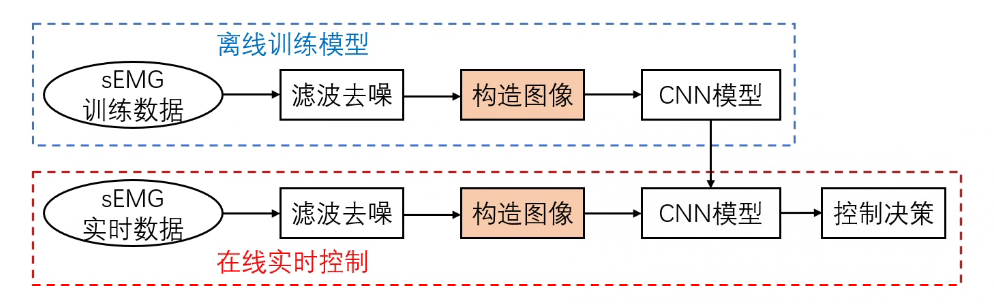 离线训练模型
sEMG
训练数据
滤波去噪
构造图像
CNN模型
sEMG
实时数据
滤波去噪
构造图像
CNN模型
控制决策
在线实时控制